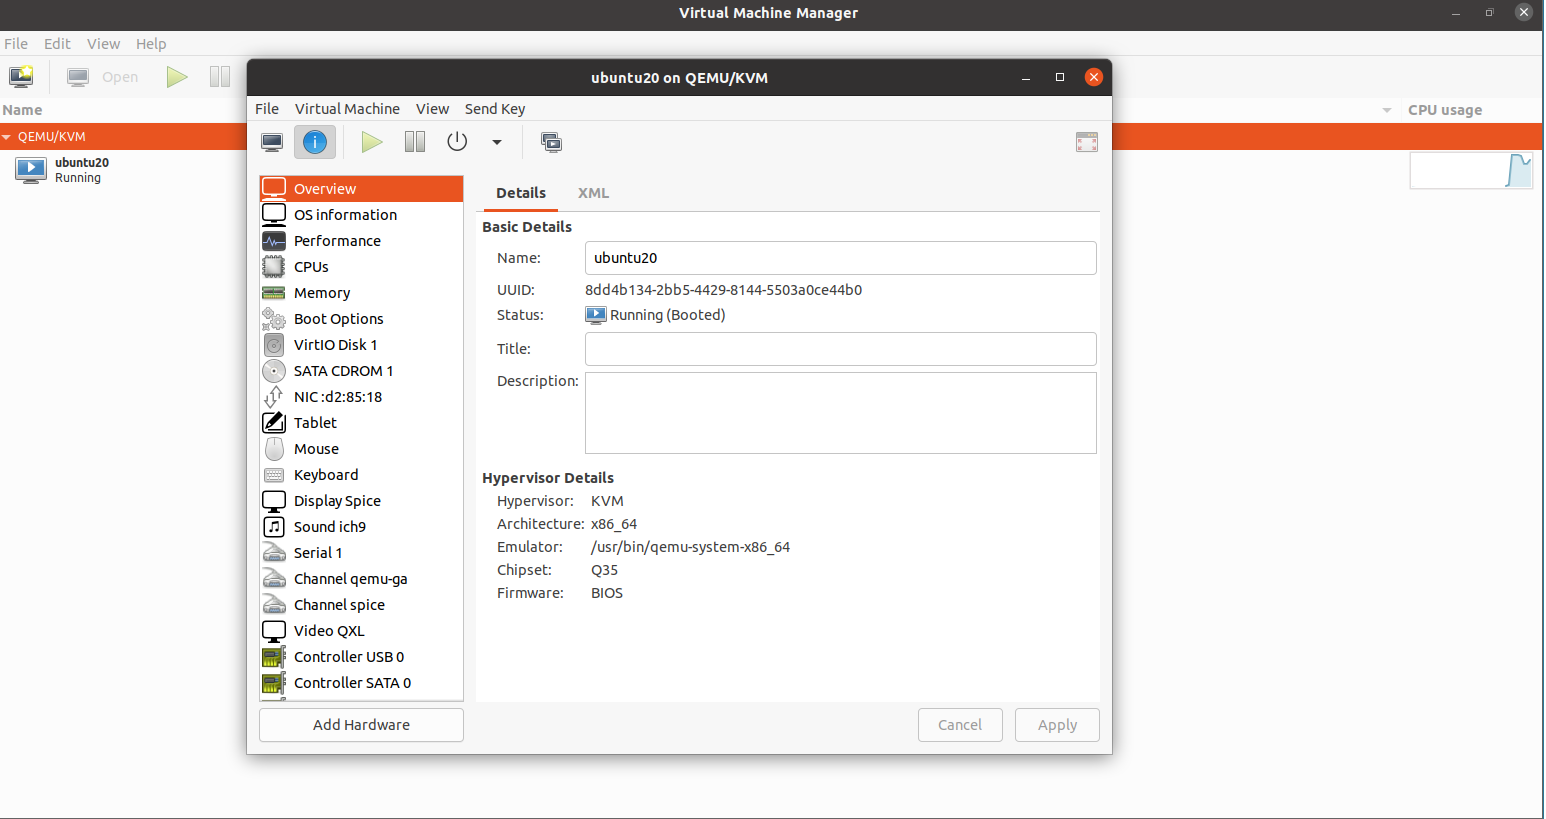 Virtual Machine Manager
File Edit View Help
Open
Name CPU usage
QEMU/KVM
ubuntu20
Running
ubuntu20 on QEMU/KVM
File Virtual Machine View Send Key
Overview
OS information
Performance
CPUs
Memory
Boot Options
VirtIO Disk 1
SATA CDROM 1
NIC :d2:85:18
Tablet
Mouse
Keyboard
Display Spice
Sound ich9
Serial 1
Channel qemu-ga
Channel spice
Video QXL
Controller USB 0
Controller SATA 0
Add Hardware
Details XML
Basic Details
Name: ubuntu20
UUID: 8dd4b134-2bb5-4429-8144-5503a0ce44b0
Status: Running (Booted)
Title:
Description:
Hypervisor Details
Hypervisor: KVM
Architecture: x86_64
Emulator: /usr/bin/qemu-system-x86_64
Chipset: Q35
Firmware: BIOS
Cancel Apply